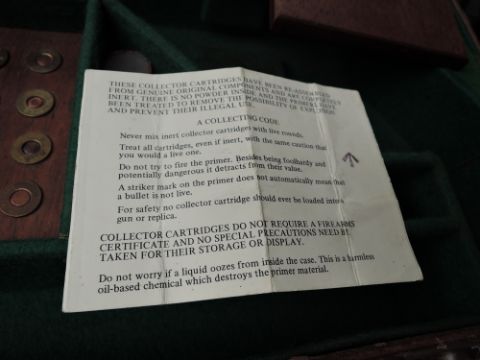 THESE COLLECTOR CARTRIDGES HAVE BEEN RE-ASSEMBLED
FROM GENUINE ORIGINAL COMPONENTS AND ARE COMPLETELY
INERT. THERE IS NO POWDER INSIDE AND THE PRIMERS HAVE
BEEN TREATED TO REMOVE THE POSSIBILITY OF EXPLOSION
AND PREVENT THEIR ILLEGAL USE.
A COLLECTING CODE
Never mix inert collector cartridges with live rounds.
Treat all cartridges, even if inert, with the same caution that
you would a live one.
Do not try to fire the primer. Besides being foolhardy and
potentially dangerous it detracts from their value.
A striker mark on the primer does not automatically mean that
a bullet is not live.
For safety no collector cartridge should ever be loaded into a
gun or replica.
COLLECTOR CARTRIDGES DO NOT REQUIRE A FIREARMS
CERTIFICATE AND NO SPECIAL PRECAUTIONS NEED BE
TAKEN FOR THEIR STORAGE OR DISPLAY.
Do not worry if a liquid oozes from inside the case. This is a harmless
oil-based chemical which destroys the primer material.